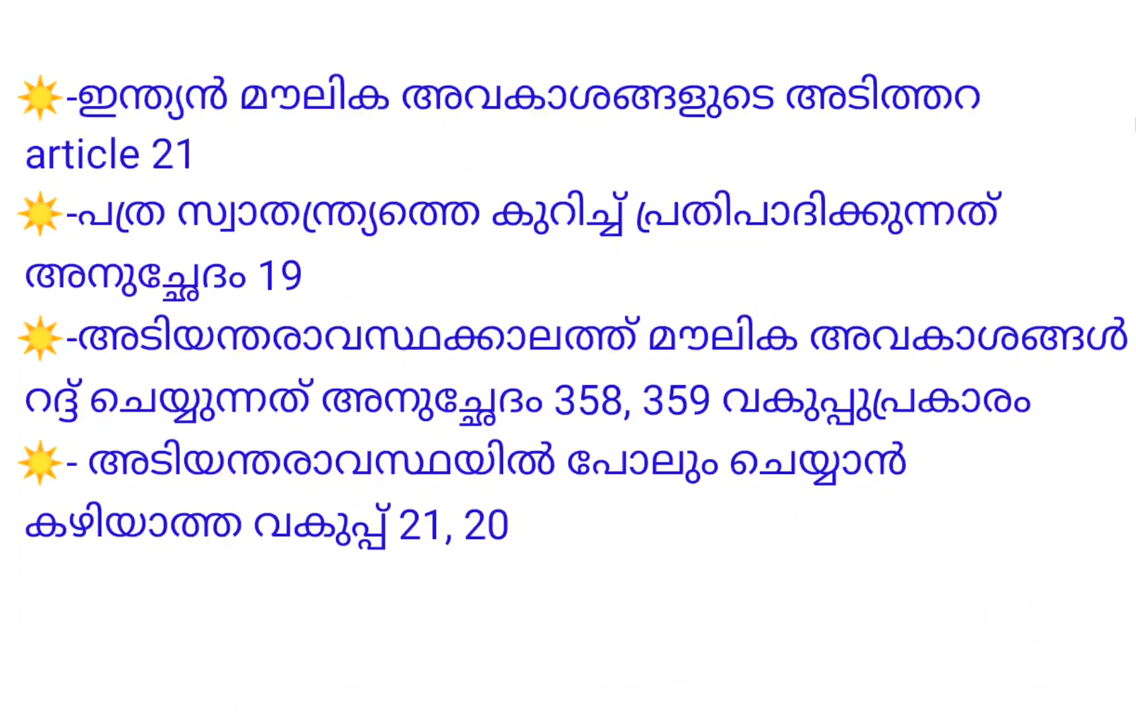 ☀️-ഇന്ത്യൻ മൗലിക അവകാശങ്ങളുടെ അടിത്തറ
article 21
☀️-പത്ര സ്വാതന്ത്ര്യത്തെ കുറിച്ച് പ്രതിപാദിക്കുന്നത്
അനുച്ഛേദം 19
☀️-അടിയന്തരാവസ്ഥക്കാലത്ത് മൗലിക അവകാശങ്ങൾ
റദ്ദ് ചെയ്യുന്നത് അനുച്ഛേദം 358, 359 വകുപ്പുപ്രകാരം
☀️- അടിയന്തരാവസ്ഥയിൽ പോലും ചെയ്യാൻ
കഴിയാത്ത വകുപ്പ് 21, 20